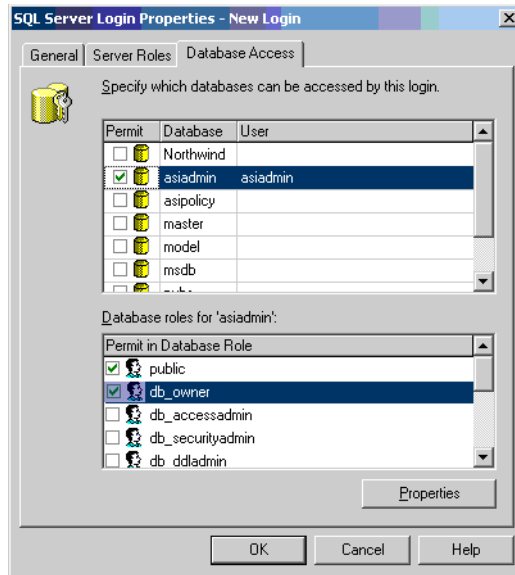 SQL Server Login Properties - New Login
General Server Roles Database Access
Specify which databases can be accessed by this login.
Permit Database User
Northwind
asiadmin asiadmin
asipolicy
master
model
msdb
Database roles for 'asiadmin':
Permit in Database Role
public
db_owner
db_accessadmin
db_securityadmin
db_ddladmin
Properties
OK Cancel Help